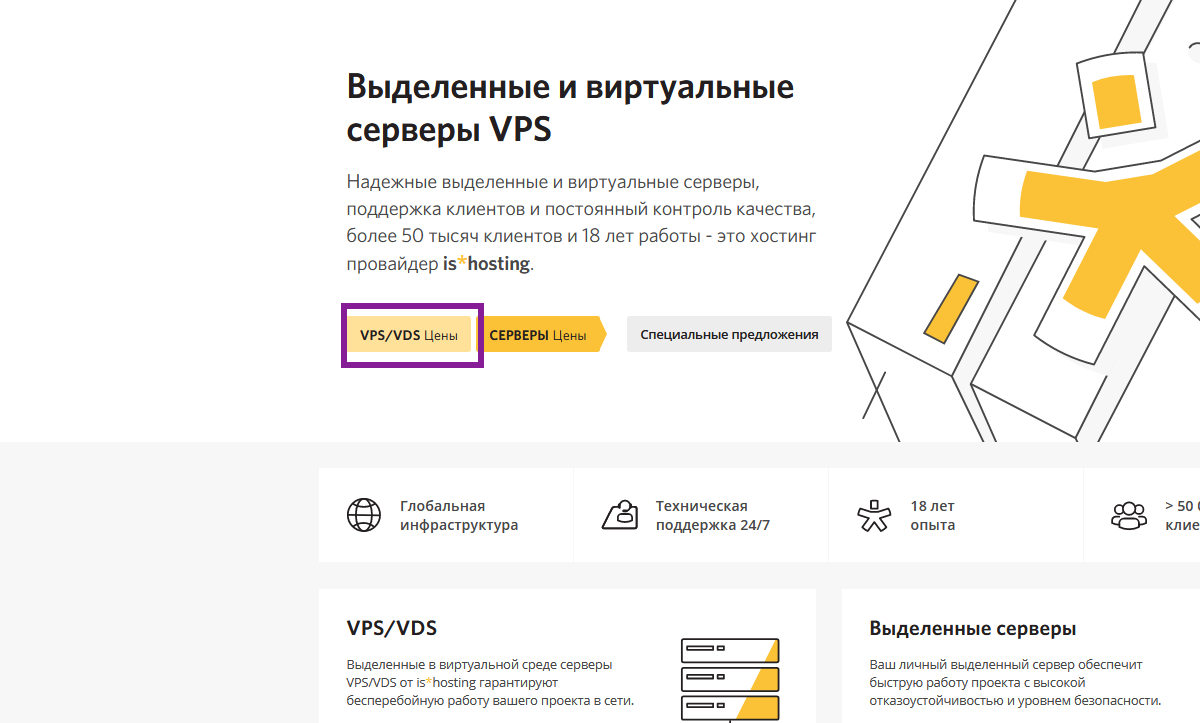 Выделенные и виртуальные
серверы VPS
Надежные выделенные и виртуальные серверы,
поддержка клиентов и постоянный контроль качества,
более 50 тысяч клиентов и 18 лет работы - это хостинг
провайдер is*hosting.
VPS/VDS Цены
СЕРВЕРЫ Цены
Специальные предложения
Глобальная
инфраструктура
Техническая
поддержка 24/7
18 лет
опыта
> 50
VPS/VDS
Выделенные в виртуальной среде серверы
VPS/VDS от is*hosting гарантируют
бесперебойную работу вашего проекта в сети.
Выделенные серверы
Ваш личный выделенный сервер обеспечит
быструю работу проекта с высокой
отказоустойчивостью и уровнем безопасности.